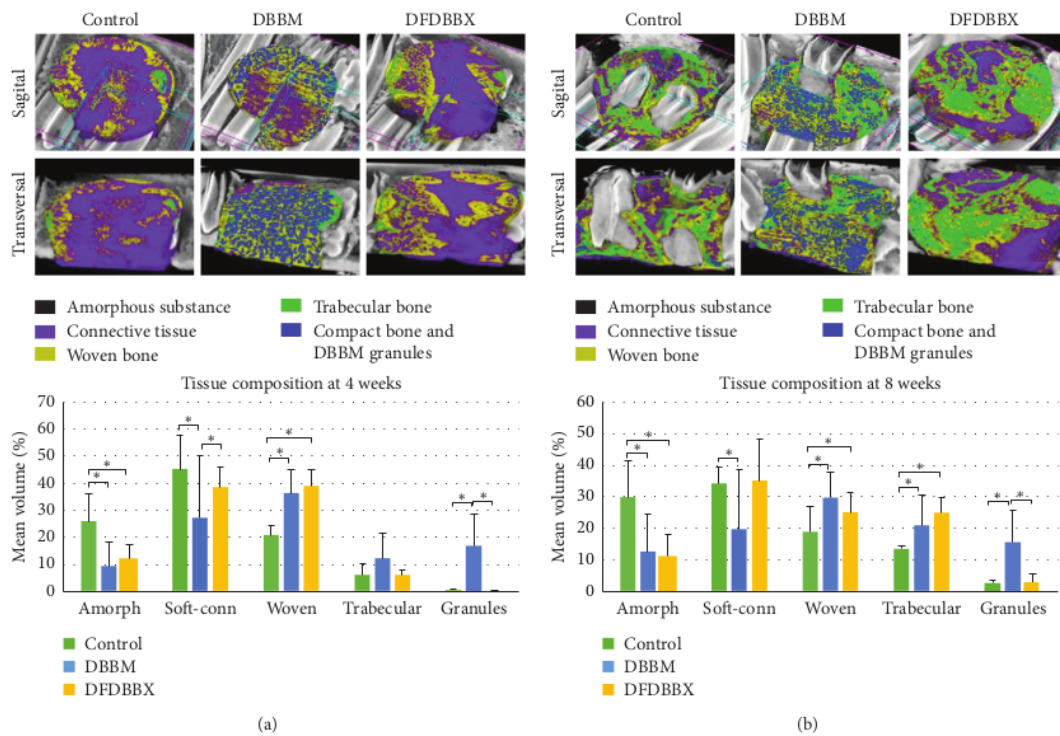 Control DBBM DFDBBX
Sagital
Transversal
Amorphous substance
Connective tissue
Woven bone
Trabecular bone
Compact bone and
DBBM granules
Tissue composition at 4 weeks
Mean volume (%)
70
60
50
40
30
20
10
0
* * * * * * * *
Amorph Soft-conn Woven Trabecular Granules
Control
DBBM
DFDBBX
(a)
Control DBBM DFDBBX
Sagital
Transversal
Amorphous substance
Connective tissue
Woven bone
Trabecular bone
Compact bone and
DBBM granules
Tissue composition at 8 weeks
Mean volume (%)
60
50
40
30
20
10
0
* * * * * * * * *
Amorph Soft-conn Woven Trabecular Granules
Control
DBBM
DFDBBX
(b)